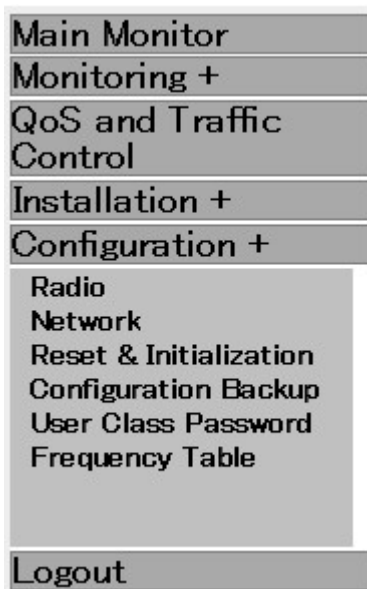 Main Monitor
Monitoring +
QoS and Traffic
Control
Installation +
Configuration +
Radio
Network
Reset & Initialization
Configuration Backup
User Class Password
Frequency Table
Logout